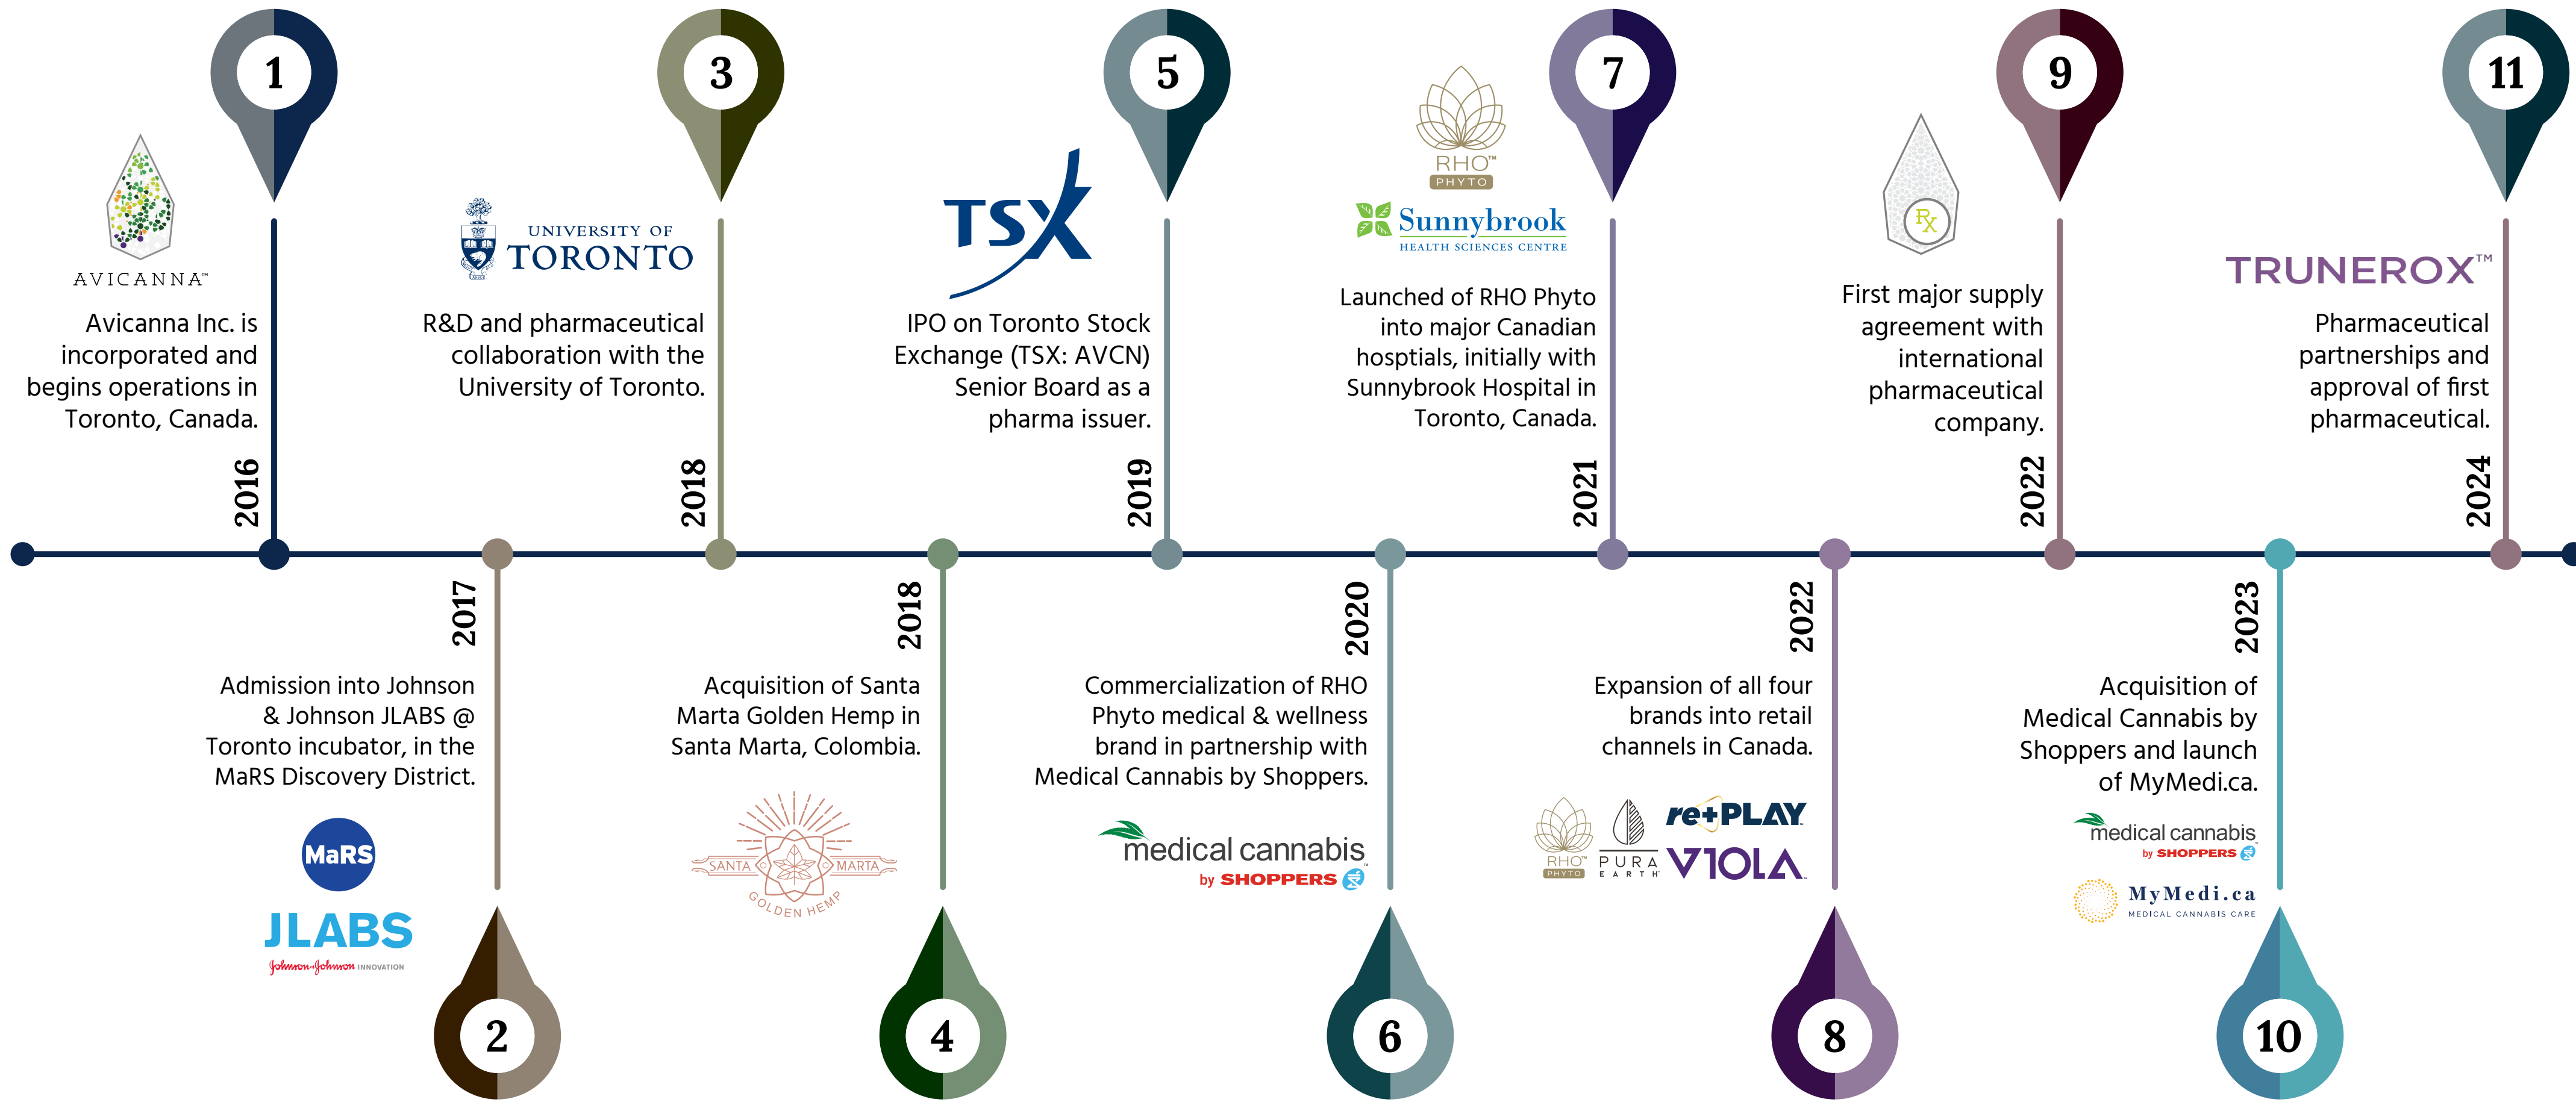 1
AVICANNA™
Avicanna Inc. is
incorporated and
begins operations in
Toronto, Canada.
2016
2017
Admission into Johnson
& Johnson JLABS @
Toronto incubator, in the
MaRS Discovery District.
MaRS
JLABS
Johnson & Johnson INNOVATION
2
3
UNIVERSITY OF
TORONTO
R&D and pharmaceutical
collaboration with the
University of Toronto.
2018
2018
Acquisition of Santa
Marta Golden Hemp in
Santa Marta, Colombia.
SANTA MARTA
GOLDEN HEMP
4
5
TSX
IPO on Toronto Stock
Exchange (TSX: AVCN)
Senior Board as a
pharma issuer.
2019
2020
Commercialization of RHO
Phyto medical & wellness
brand in partnership with
Medical Cannabis by Shoppers.
medical cannabis™
by SHOPPERS
6
7
RHO™
PHYTO
Sunnybrook
HEALTH SCIENCES CENTRE
Launched of RHO Phyto
into major Canadian
hosptials, initially with
Sunnybrook Hospital in
Toronto, Canada.
2021
2022
Expansion of all four
brands into retail
channels in Canada.
RHO™
PHYTO
PURA
EARTH
re+PLAY
V1OLA
8
9
Rx
First major supply
agreement with
international
pharmaceutical
company.
2022
2023
Acquisition of
Medical Cannabis by
Shoppers and launch
of MyMedi.ca.
medical cannabis™
by SHOPPERS
MyMedi.ca
MEDICAL CANNABIS CARE
10
11
TRUNEROX™
Pharmaceutical
partnerships and
approval of first
pharmaceutical.
2024